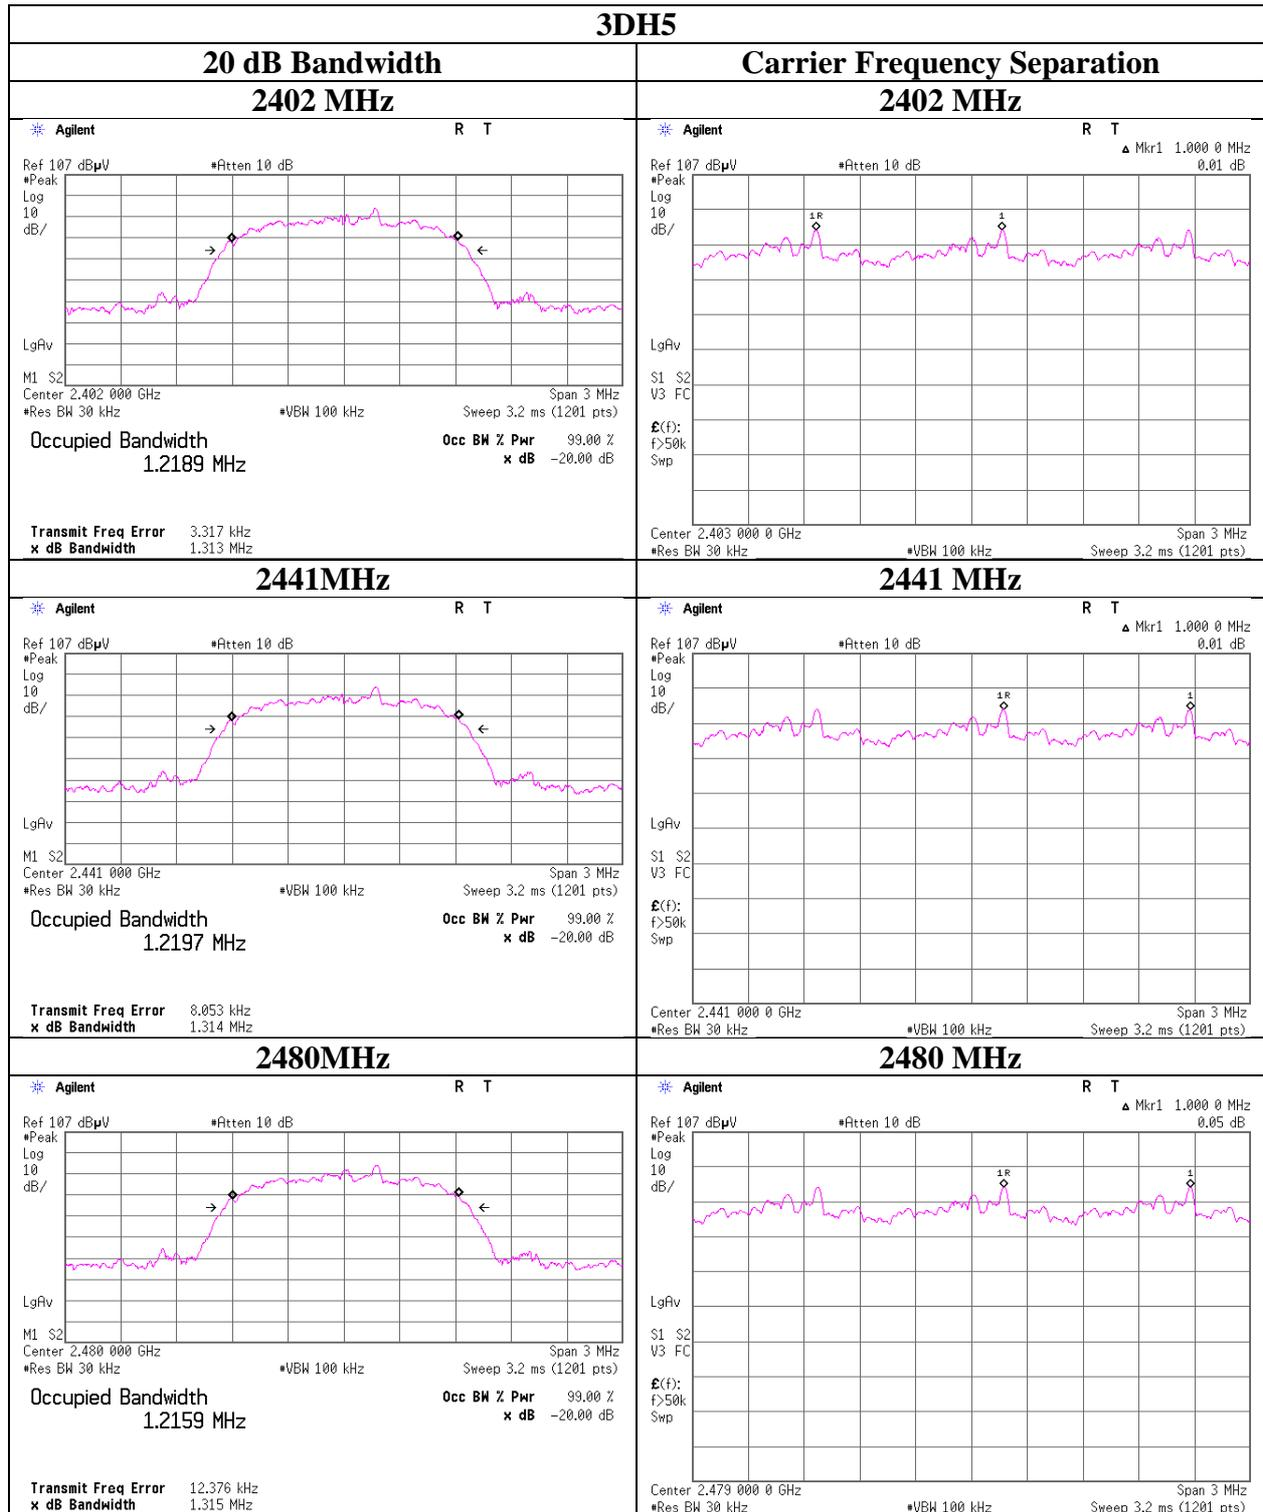 3DH5
20 dB Bandwidth
Carrier Frequency Separation
2402 MHz
2402 MHz
Agilent
R T
Ref 107 dBµV
#Atten 10 dB
#Peak
Log
10
dB/
LgAv
M1 S2
Center 2.402 000 GHz
Span 3 MHz
#Res BW 30 kHz
#VBW 100 kHz
Sweep 3.2 ms (1201 pts)
Occupied Bandwidth
1.2189 MHz
Occ BW % Pwr 99.00 %
x dB -20.00 dB
Transmit Freq Error 3.317 kHz
x dB Bandwidth 1.313 MHz
Agilent
R T
Δ Mkr1 1.000 0 MHz
Ref 107 dBµV
#Atten 10 dB
0.01 dB
#Peak
Log
10
dB/
1R
1
LgAv
S1 S2
V3 FC
£(f):
f>50k
Swp
Center 2.403 000 0 GHz
Span 3 MHz
#Res BW 30 kHz
#VBW 100 kHz
Sweep 3.2 ms (1201 pts)
2441MHz
2441 MHz
Agilent
R T
Ref 107 dBµV
#Atten 10 dB
#Peak
Log
10
dB/
LgAv
M1 S2
Center 2.441 000 GHz
Span 3 MHz
#Res BW 30 kHz
#VBW 100 kHz
Sweep 3.2 ms (1201 pts)
Occupied Bandwidth
1.2197 MHz
Occ BW % Pwr 99.00 %
x dB -20.00 dB
Transmit Freq Error 8.053 kHz
x dB Bandwidth 1.314 MHz
Agilent
R T
Δ Mkr1 1.000 0 MHz
Ref 107 dBµV
#Atten 10 dB
0.01 dB
#Peak
Log
10
dB/
1R
1
LgAv
S1 S2
V3 FC
£(f):
f>50k
Swp
Center 2.441 000 0 GHz
Span 3 MHz
#Res BW 30 kHz
#VBW 100 kHz
Sweep 3.2 ms (1201 pts)
2480MHz
2480 MHz
Agilent
R T
Ref 107 dBµV
#Atten 10 dB
#Peak
Log
10
dB/
LgAv
M1 S2
Center 2.480 000 GHz
Span 3 MHz
#Res BW 30 kHz
#VBW 100 kHz
Sweep 3.2 ms (1201 pts)
Occupied Bandwidth
1.2159 MHz
Occ BW % Pwr 99.00 %
x dB -20.00 dB
Transmit Freq Error 12.376 kHz
x dB Bandwidth 1.315 MHz
Agilent
R T
Δ Mkr1 1.000 0 MHz
Ref 107 dBµV
#Atten 10 dB
0.05 dB
#Peak
Log
10
dB/
1R
1
LgAv
S1 S2
V3 FC
£(f):
f>50k
Swp
Center 2.479 000 0 GHz
Span 3 MHz
#Res BW 30 kHz
#VBW 100 kHz
Sweep 3.2 ms (1201 pts)